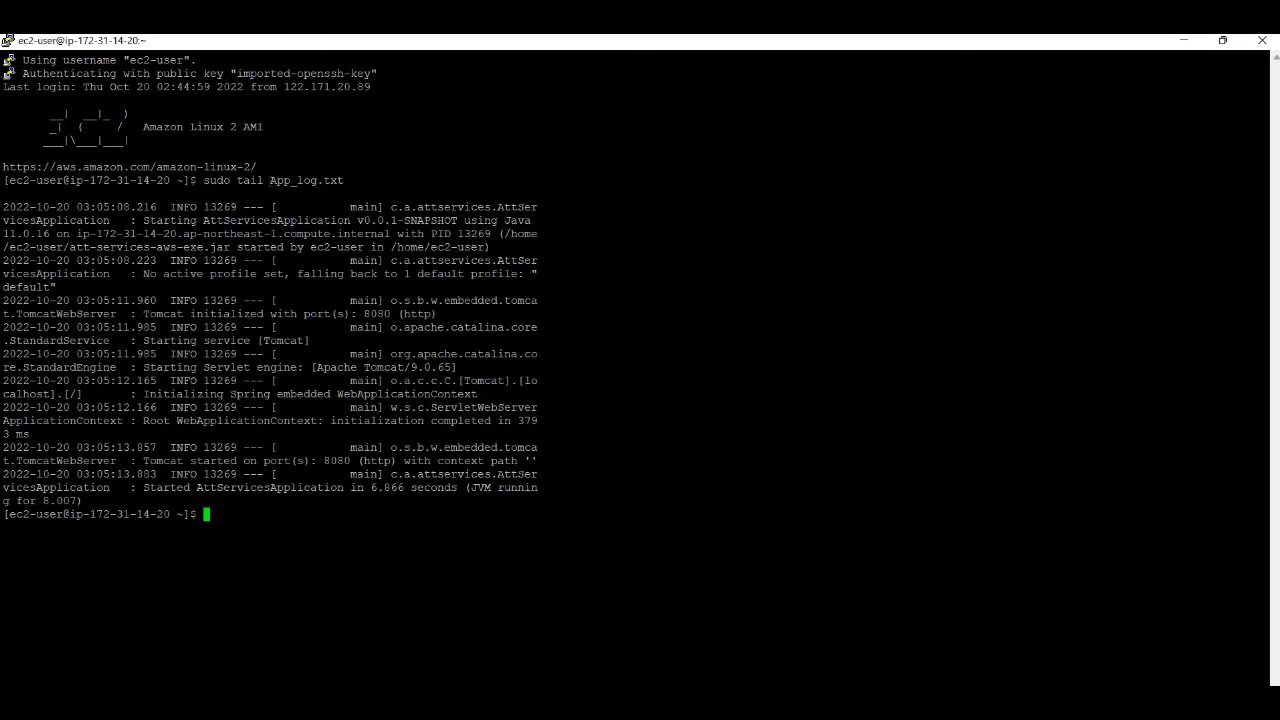 ec2-user@ip-172-31-14-20:~
Using username "ec2-user".
Authenticating with public key "imported-openssh-key"
Last login: Thu Oct 20 02:44:59 2022 from 122.171.20.89
__|  __|_  )
_|  (     /   Amazon Linux 2 AMI
___|\___|___|
https://aws.amazon.com/amazon-linux-2/
[ec2-user@ip-172-31-14-20 ~]$ sudo tail App_log.txt
2022-10-20 03:05:08.216  INFO 13269 --- [           main] c.a.attservices.AttSer
vicesApplication   : Starting AttServicesApplication v0.0.1-SNAPSHOT using Java
11.0.16 on ip-172-31-14-20.ap-northeast-1.compute.internal with PID 13269 (/home
/ec2-user/att-services-aws-exe.jar started by ec2-user in /home/ec2-user)
2022-10-20 03:05:08.223  INFO 13269 --- [           main] c.a.attservices.AttSer
vicesApplication   : No active profile set, falling back to 1 default profile: "
default"
2022-10-20 03:05:11.960  INFO 13269 --- [           main] o.s.b.w.embedded.tomca
t.TomcatWebServer  : Tomcat initialized with port(s): 8080 (http)
2022-10-20 03:05:11.985  INFO 13269 --- [           main] o.apache.catalina.core
.StandardService   : Starting service [Tomcat]
2022-10-20 03:05:11.985  INFO 13269 --- [           main] org.apache.catalina.co
re.StandardEngine  : Starting Servlet engine: [Apache Tomcat/9.0.65]
2022-10-20 03:05:12.165  INFO 13269 --- [           main] o.a.c.c.C.[Tomcat].[lo
calhost].[/]       : Initializing Spring embedded WebApplicationContext
2022-10-20 03:05:12.166  INFO 13269 --- [           main] w.s.c.ServletWebServer
ApplicationContext : Root WebApplicationContext: initialization completed in 379
3 ms
2022-10-20 03:05:13.857  INFO 13269 --- [           main] o.s.b.w.embedded.tomca
t.TomcatWebServer  : Tomcat started on port(s): 8080 (http) with context path ''
2022-10-20 03:05:13.883  INFO 13269 --- [           main] c.a.attservices.AttSer
vicesApplication   : Started AttServicesApplication in 6.866 seconds (JVM runnin
g for 8.007)
[ec2-user@ip-172-31-14-20 ~]$